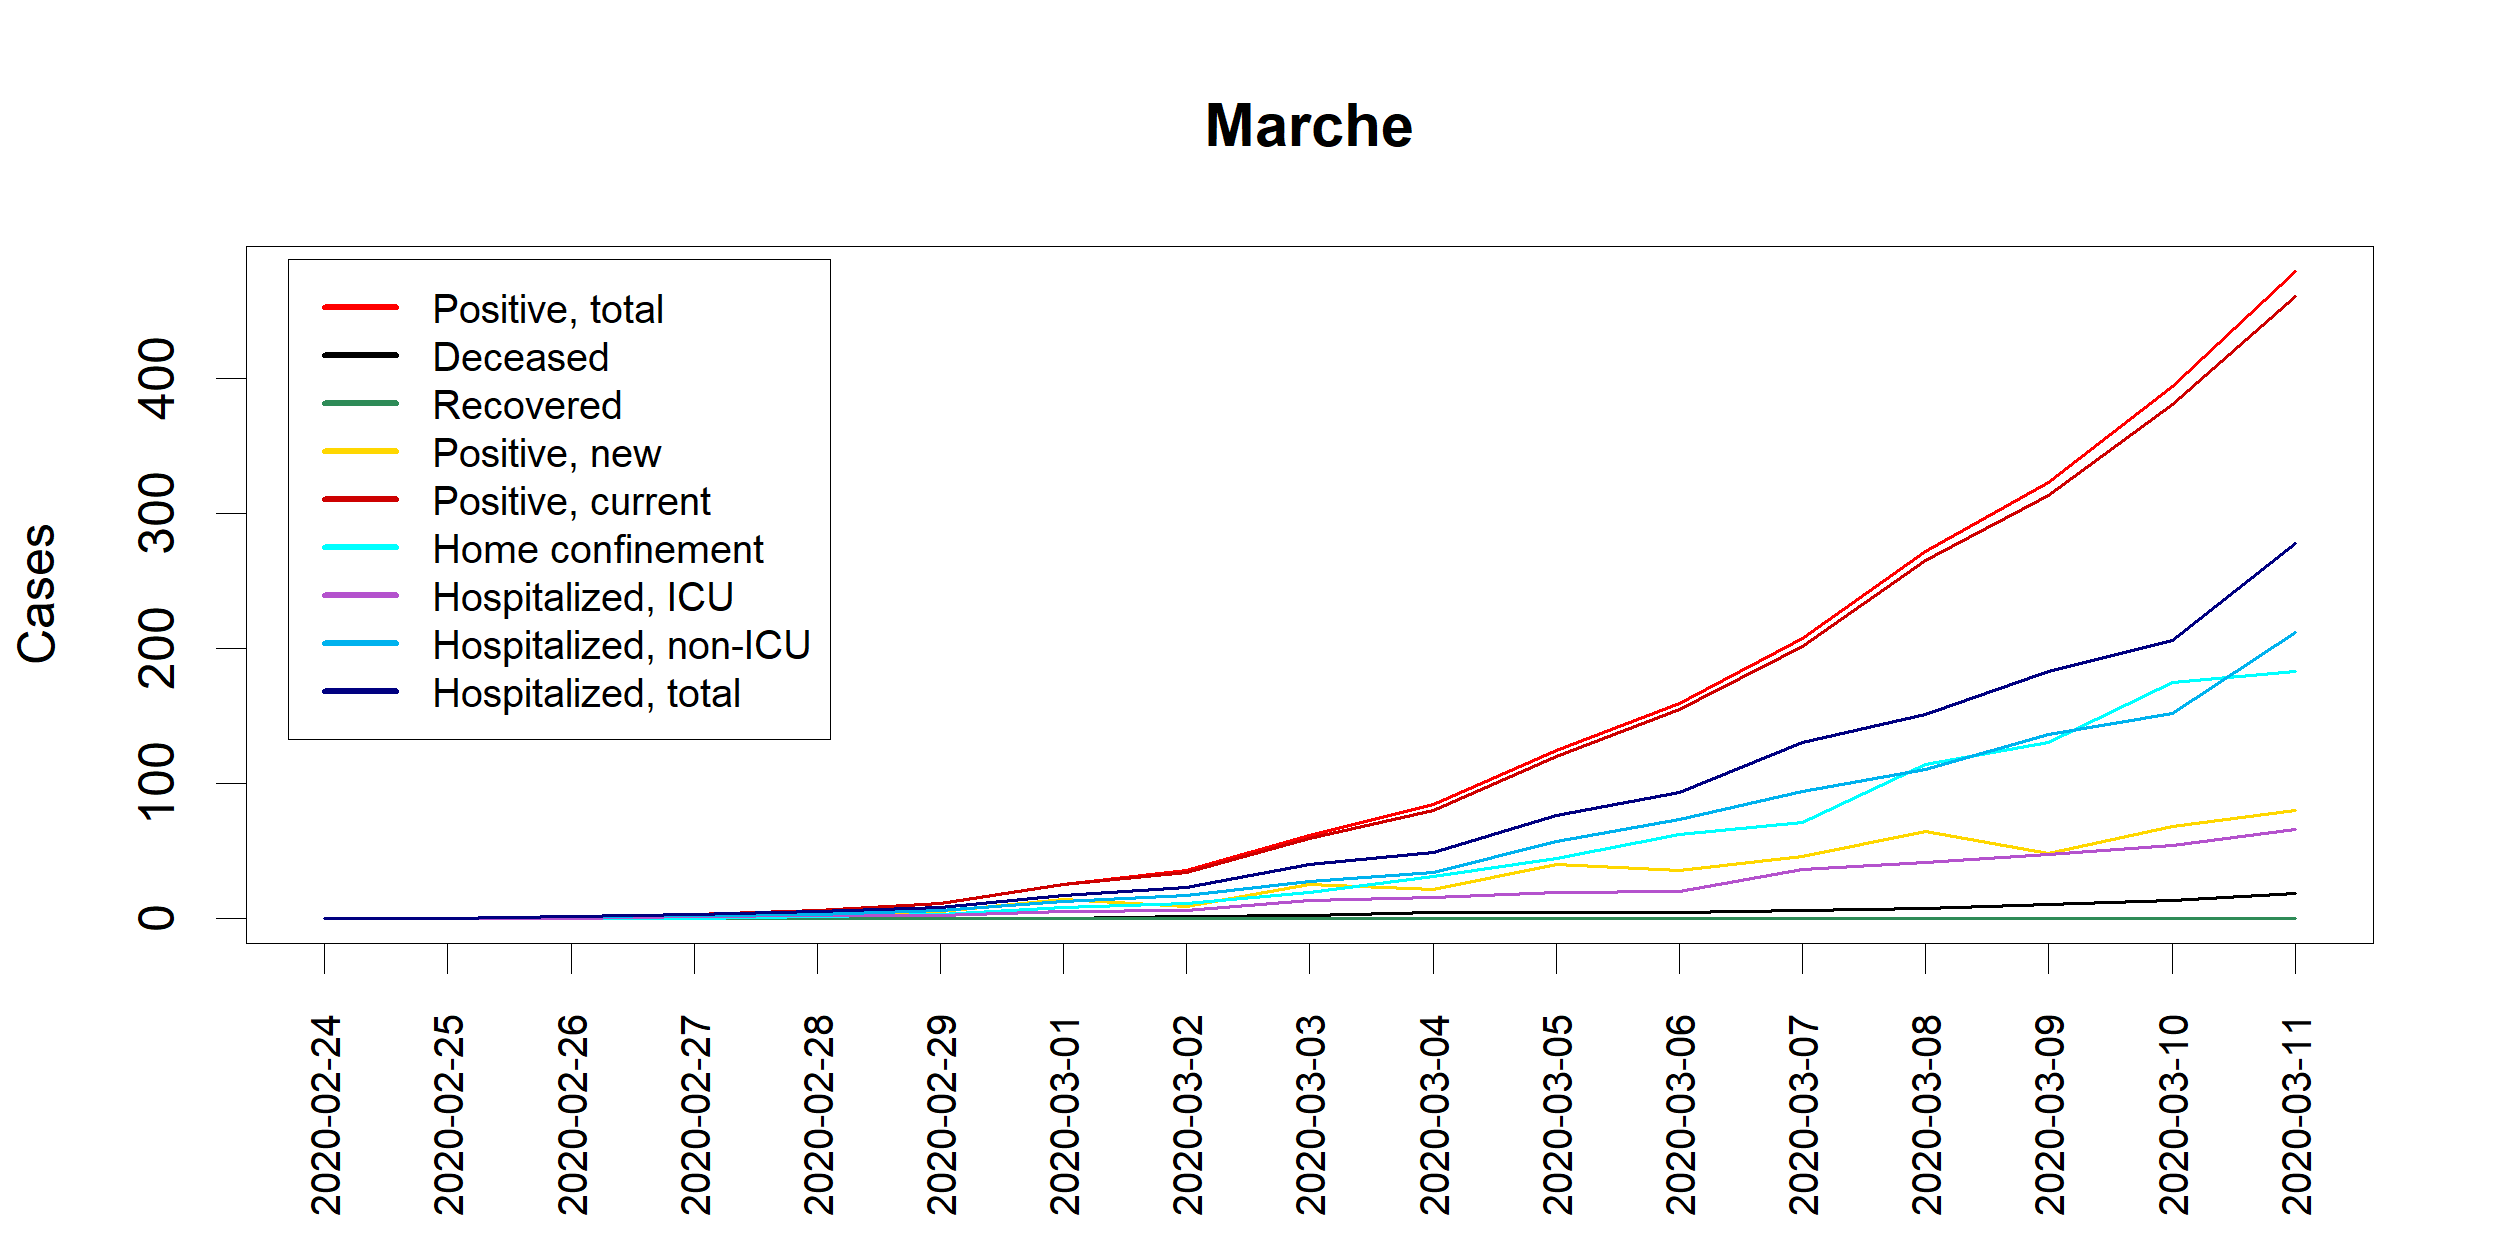 Marche
Cases
400
300
200
100
0
Positive, total
Deceased
Recovered
Positive, new
Positive, current
Home confinement
Hospitalized, ICU
Hospitalized, non-ICU
Hospitalized, total
2020-02-24
2020-02-25
2020-02-26
2020-02-27
2020-02-28
2020-02-29
2020-03-01
2020-03-02
2020-03-03
2020-03-04
2020-03-05
2020-03-06
2020-03-07
2020-03-08
2020-03-09
2020-03-10
2020-03-11